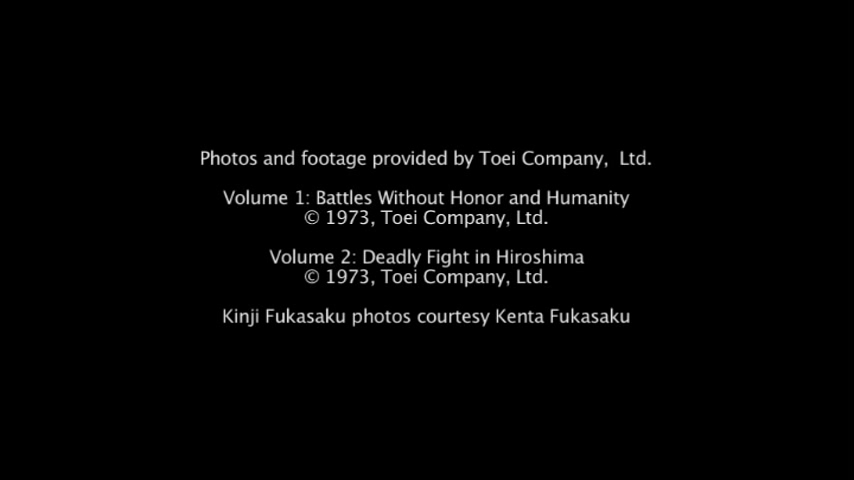 Photos and footage provided by Toei Company,  Ltd.
Volume 1: Battles Without Honor and Humanity
© 1973, Toei Company, Ltd.
Volume 2: Deadly Fight in Hiroshima
© 1973, Toei Company, Ltd.
Kinji Fukasaku photos courtesy Kenta Fukasaku